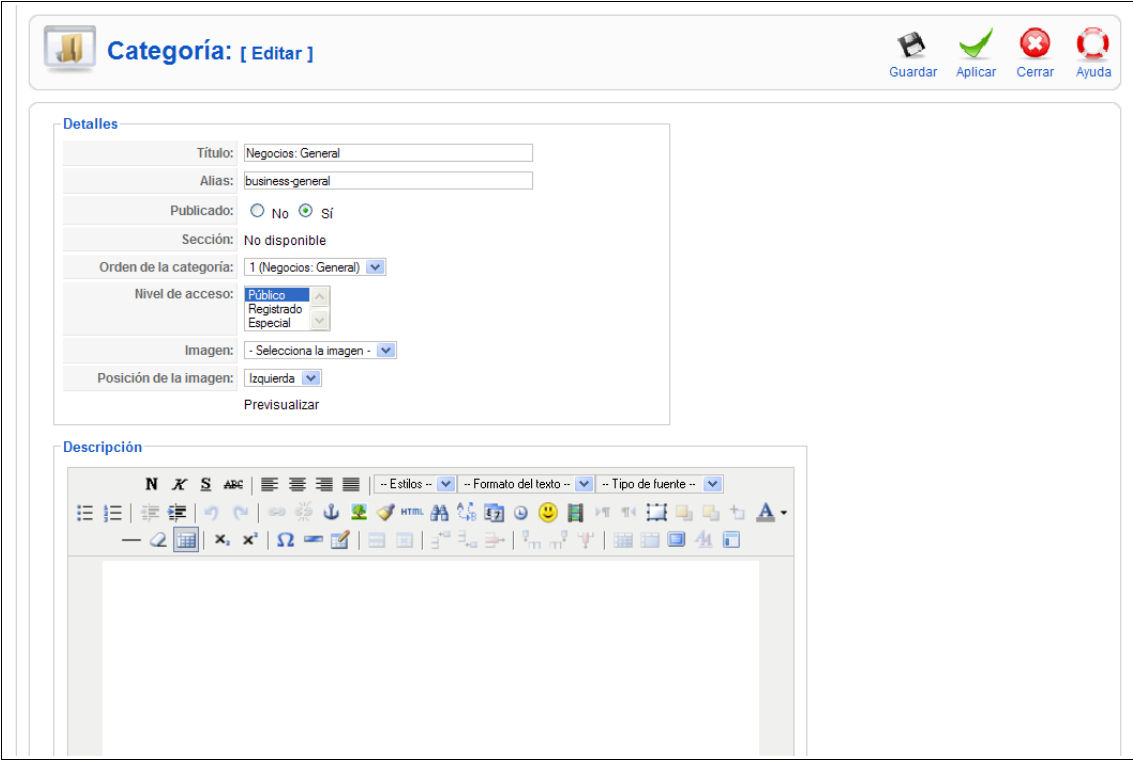 Categoría: [ Editar ]
Guardar Aplicar Cerrar Ayuda
Detalles
Título: Negocios: General
Alias: business-general
Publicado: No Sí
Sección: No disponible
Orden de la categoría: 1 (Negocios: General)
Nivel de acceso: Público
Registrado
Especial
Imagen: - Selecciona la imagen -
Posición de la imagen: Izquierda
Previsualizar
Descripción
N K S ABC -- Estilos -- -- Formato del texto -- -- Tipo de fuente --
HTML A
x, x² Ω